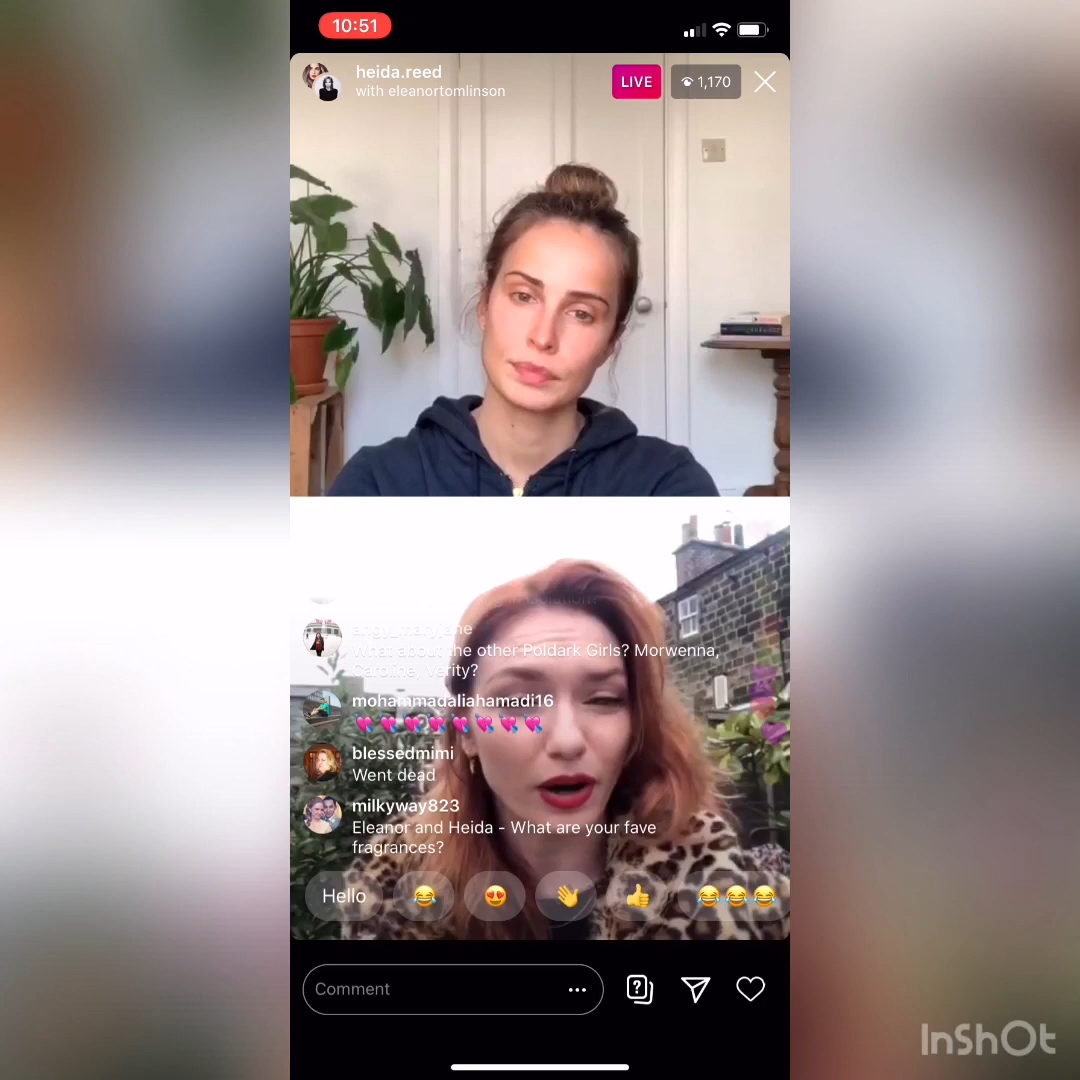 10:51
heida.reed
with eleanortomlinson
LIVE
1,170
angy_maryjane
What about the other Poldark Girls? Morwenna,
Caroline, Verity?
mohammadaliahamadi16
💘💘💘💘💘💘💘💘
blessedmimi
Went dead
milkyway823
Eleanor and Heida - What are your fave
fragrances?
Hello
Comment
InShOt